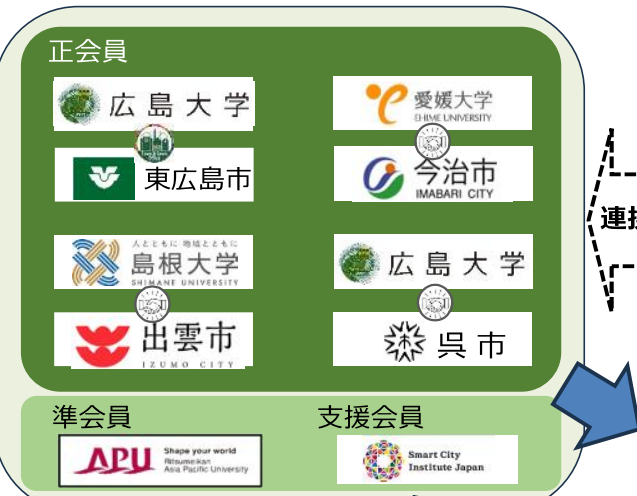 正会員
広島大学
東広島市
愛媛大学
EHIME UNIVERSITY
今治市
IMABARI CITY
人とともに 地域とともに
島根大学
SHIMANE UNIVERSITY
出雲市
IZUMO CITY
広島大学
呉市
連
準会員
APU
Shape your world
Ritsumeikan
Asia Pacific University
支援会員
Smart City
Institute Japan